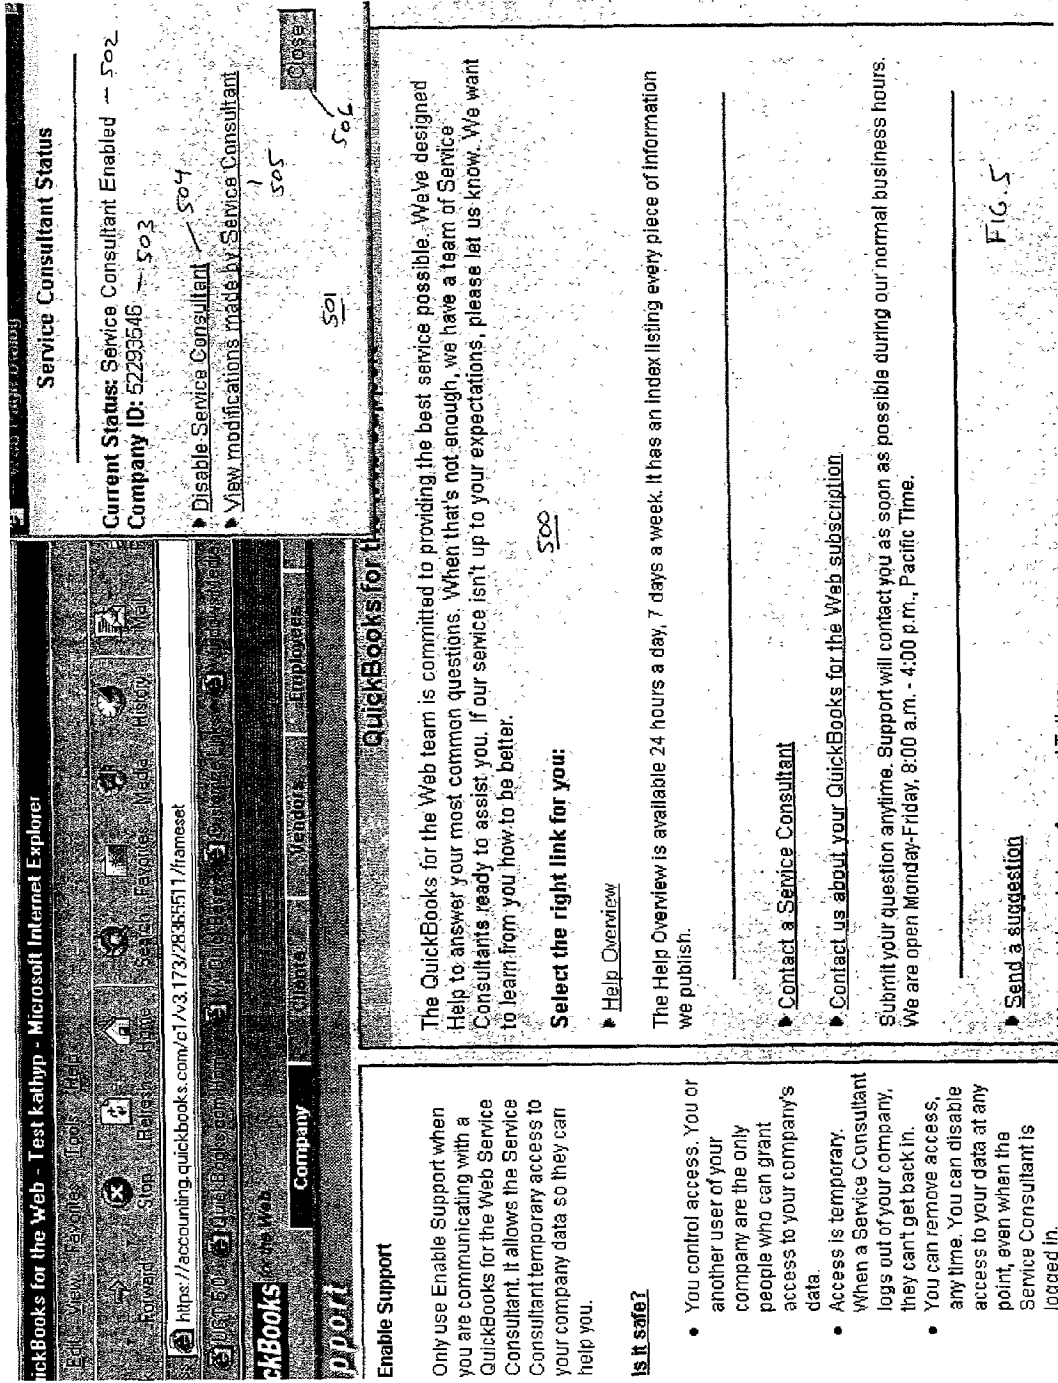 ickBooks for the Web - Test kathyp - Microsoft Internet Explorer
Edit View Favorites Tools Help
Forward Stop Refresh Home Search Favorites Media History Mail
https://accounting.quickbooks.com/c1/v3.173/28365511/frameset
ckBooks for the Web
Company Clients Vendors Employees
pport
Service Consultant Status
Current Status: Service Consultant Enabled — 502
Company ID: 52293546 — 503
Disable Service Consultant — 504
View modifications made by Service Consultant
505
Close
506
501
Enable Support
Only use Enable Support when
you are communicating with a
QuickBooks for the Web Service
Consultant. It allows the Service
Consultant temporary access to
your company data so they can
help you.
Is it safe?
• You control access. You or
another user of your
company are the only
people who can grant
access to your company's
data.
• Access is temporary.
When a Service Consultant
logs out of your company,
they can't get back in.
• You can remove access,
any time. You can disable
access to your data at any
point, even when the
Service Consultant is
logged in.
QuickBooks for
The QuickBooks for the Web team is committed to providing the best service possible. We've designed
Help to answer your most common questions. When that's not enough, we have a team of Service
Consultants ready to assist you. If our service isn't up to your expectations, please let us know. We want
to learn from you how to be better.
500
Select the right link for you:
Help Overview
The Help Overview is available 24 hours a day, 7 days a week. It has an index listing every piece of information
we publish.
Contact a Service Consultant
Contact us about your QuickBooks for the Web subscription
Submit your question anytime. Support will contact you as soon as possible during our normal business hours.
We are open Monday-Friday, 8:00 a.m. - 4:00 p.m., Pacific Time.
Send a suggestion
FIG. 5